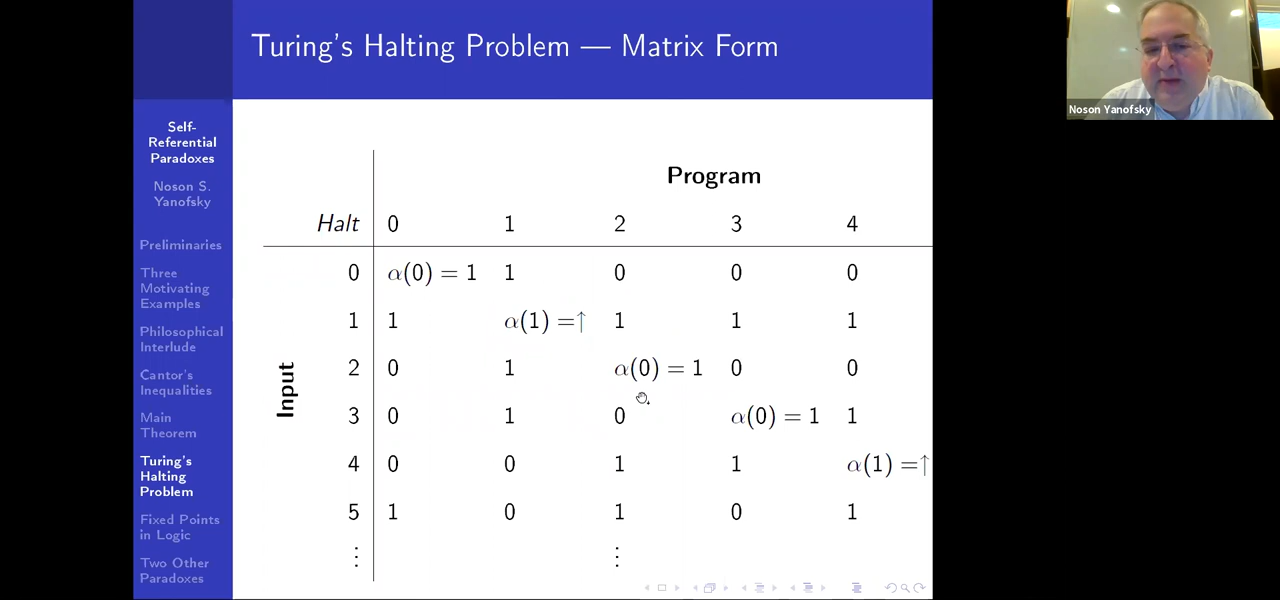 Turing's Halting Problem — Matrix Form
Noson Yanofsky
Self-
Referential
Paradoxes
Noson S.
Yanofsky
Preliminaries
Three
Motivating
Examples
Philosophical
Interlude
Cantor's
Inequalities
Main
Theorem
Turing's
Halting
Problem
Fixed Points
in Logic
Two Other
Paradoxes
Program
Halt 0 1 2 3 4
0 α(0) = 1 1 0 0 0
1 1 α(1) =↑ 1 1 1
2 0 1 α(0) = 1 0 0
Input
3 0 1 0 α(0) = 1 1
4 0 0 1 1 α(1) =↑
5 1 0 1 0 1
⋮ ⋮